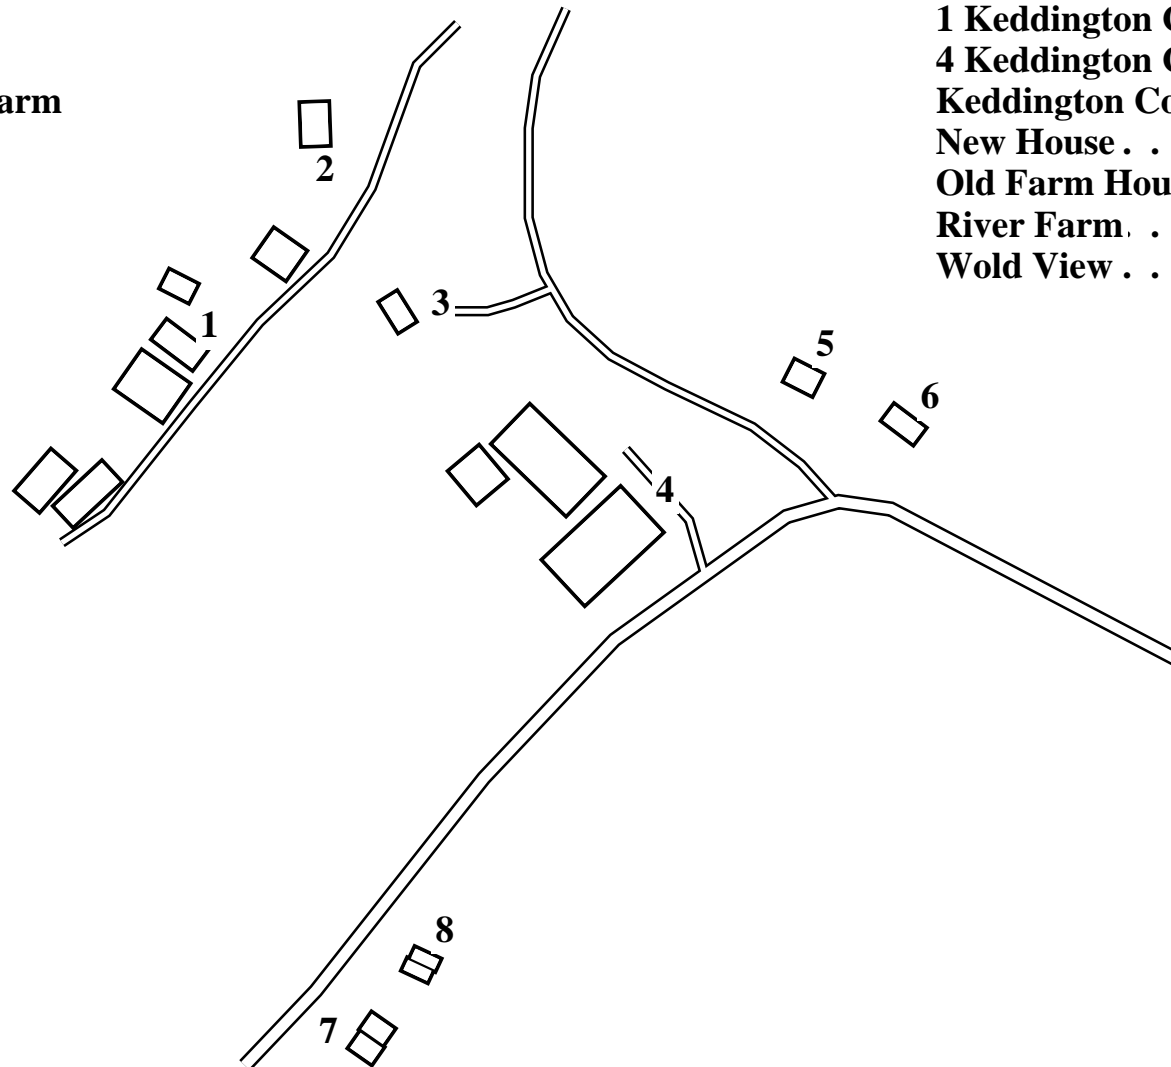 1 Keddington C
4 Keddington C
arm
Keddington Co
New House . .
Old Farm Hou
River Farm . .
Wold View . .
2
3
1
5
6
4
8
7